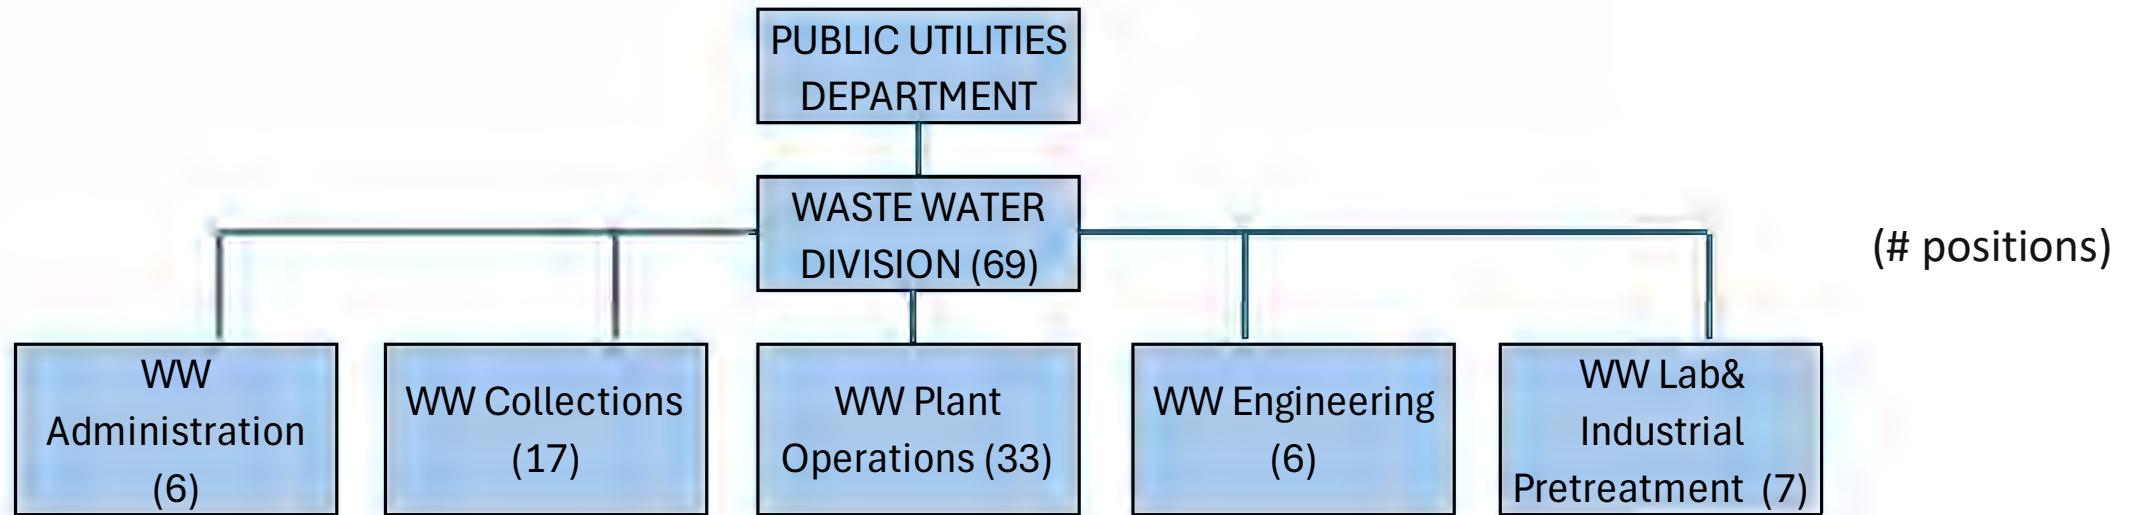 PUBLIC UTILITIES
DEPARTMENT
WASTE WATER
DIVISION (69)
(# positions)
WW
Administration
(6)
WW Collections
(17)
WW Plant
Operations (33)
WW Engineering
(6)
WW Lab&
Industrial
Pretreatment (7)